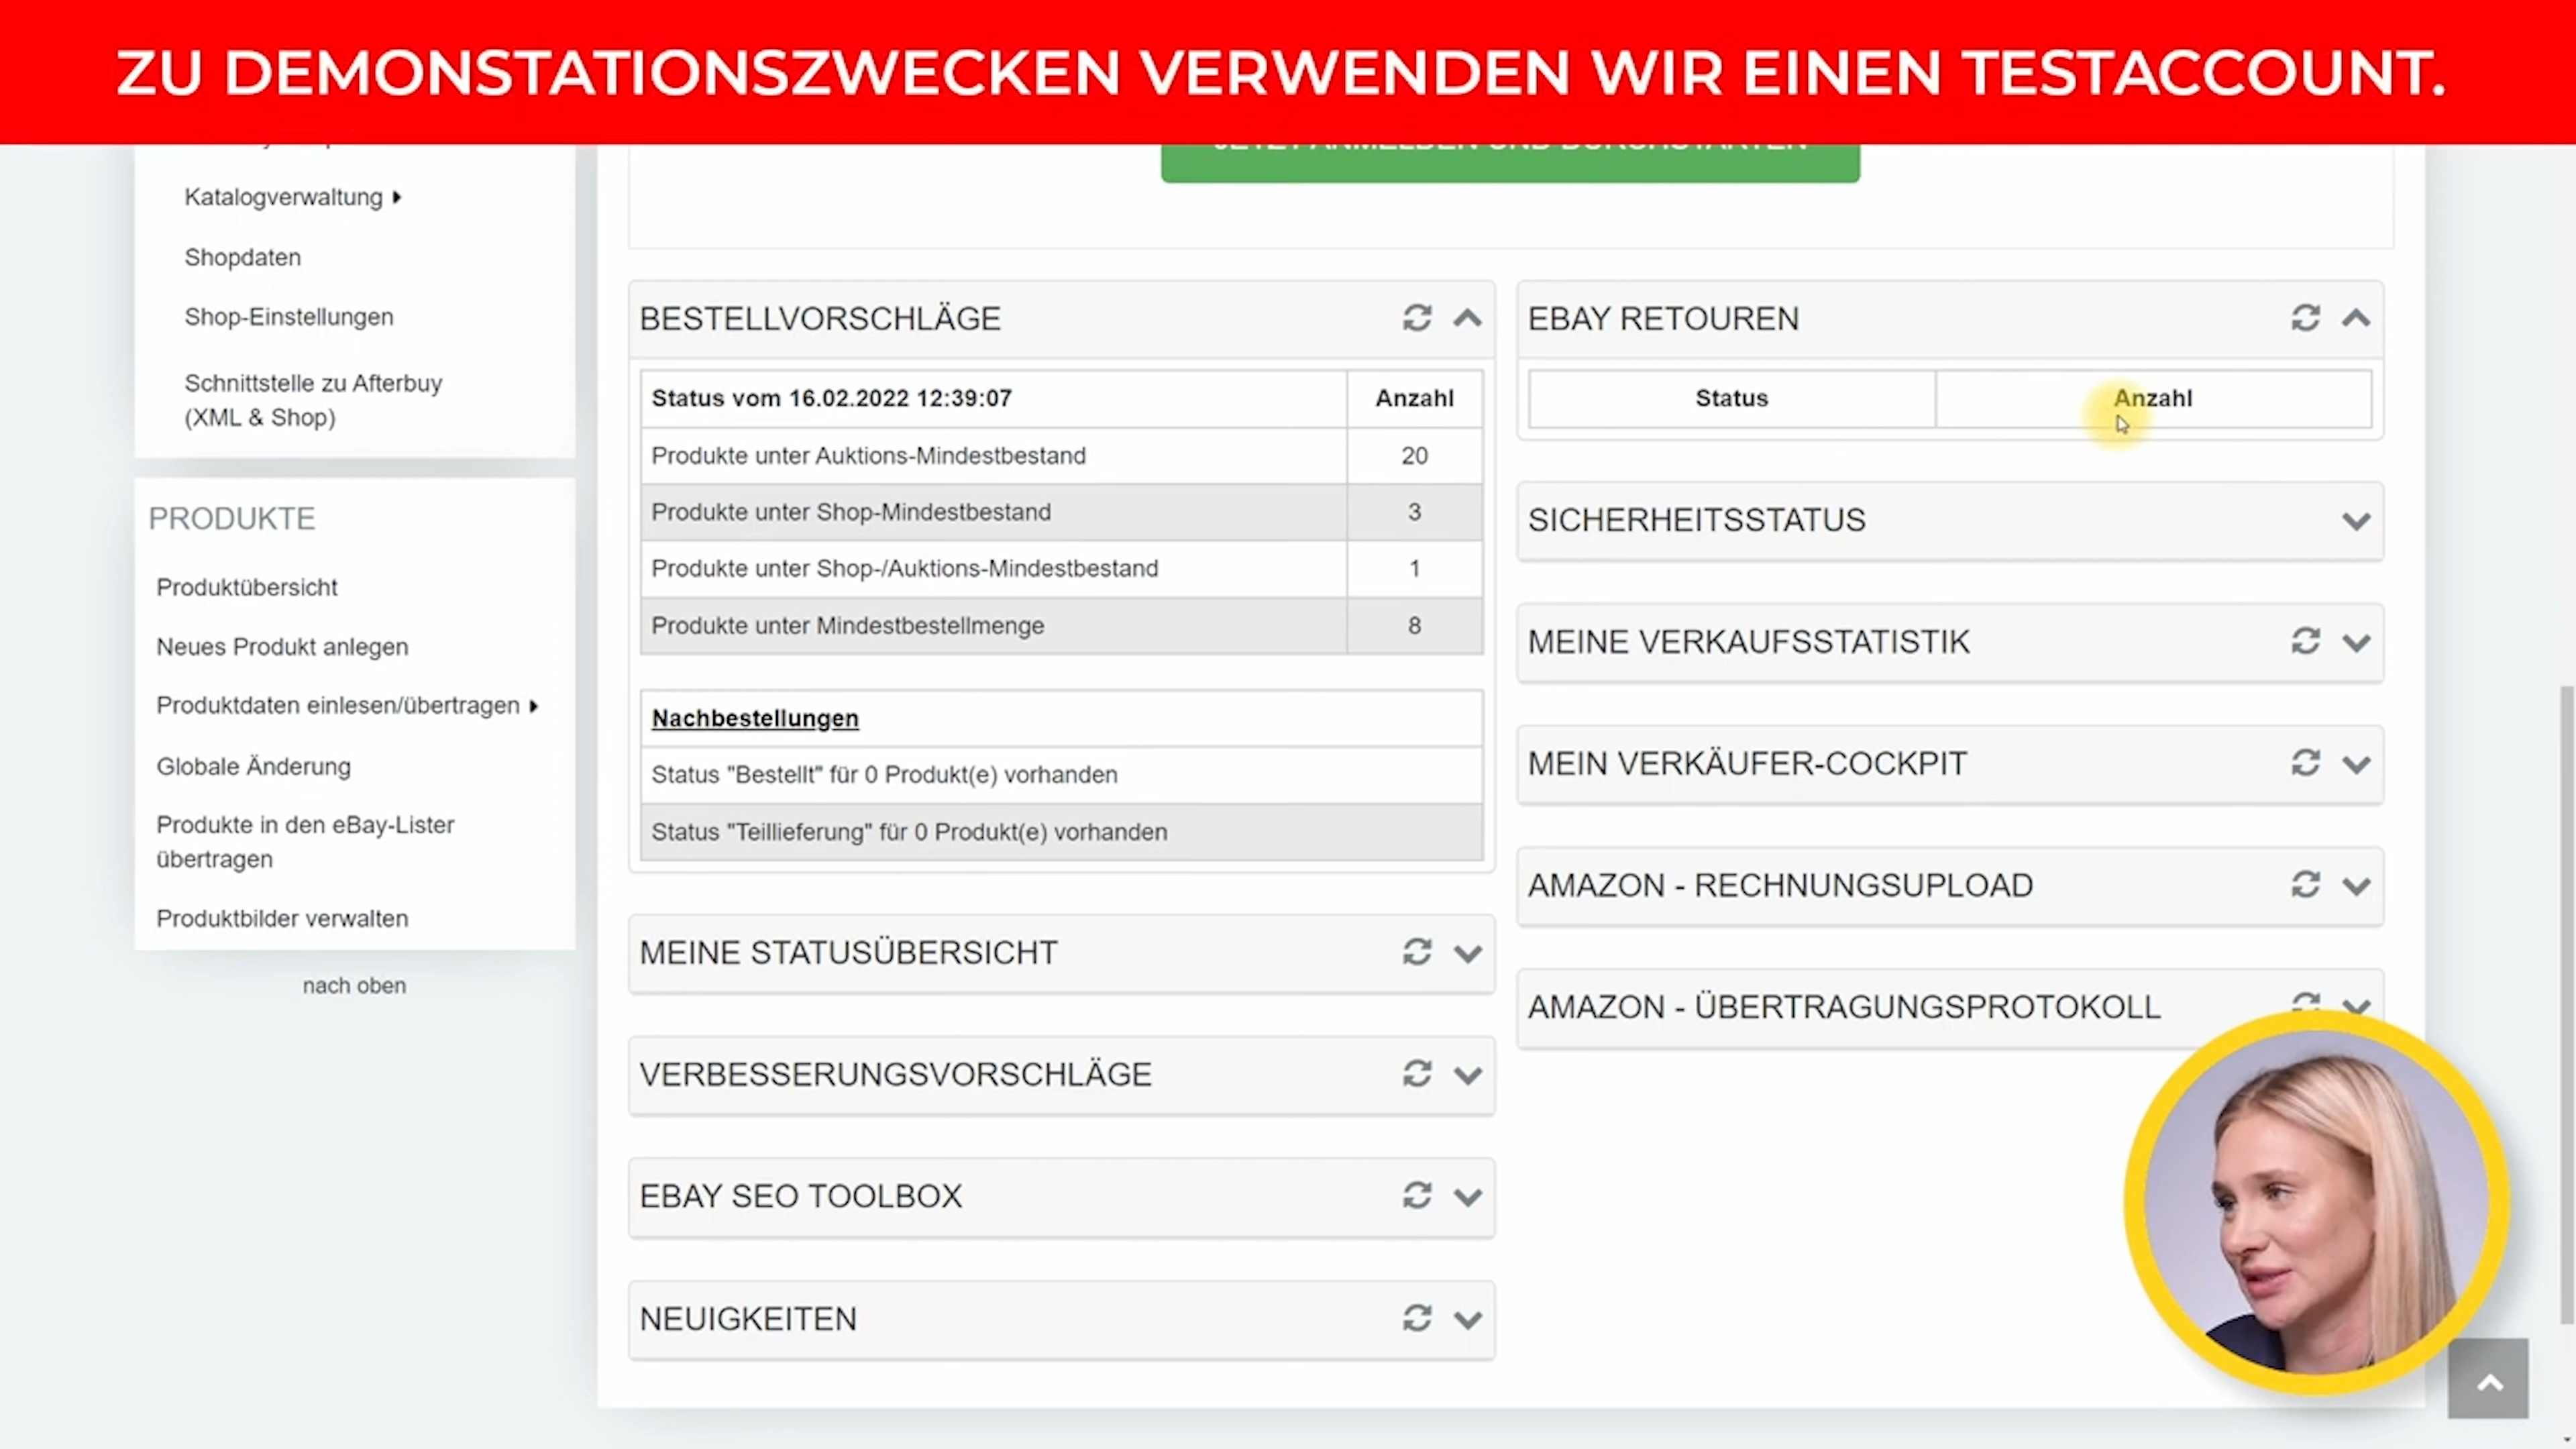 ZU DEMONSTATIONSZWECKEN VERWENDEN WIR EINEN TESTACCOUNT.
Katalogverwaltung
Shopdaten
Shop-Einstellungen
Schnittstelle zu Afterbuy
(XML & Shop)
PRODUKTE
Produktübersicht
Neues Produkt anlegen
Produktdaten einlesen/übertragen
Globale Änderung
Produkte in den eBay-Lister
übertragen
Produktbilder verwalten
nach oben
JETZT ANMELDEN UND DURCHSTARTEN
BESTELLVORSCHLÄGE
Status vom 16.02.2022 12:39:07 Anzahl
Produkte unter Auktions-Mindestbestand 20
Produkte unter Shop-Mindestbestand 3
Produkte unter Shop-/Auktions-Mindestbestand 1
Produkte unter Mindestbestellmenge 8
Nachbestellungen
Status "Bestellt" für 0 Produkt(e) vorhanden
Status "Teillieferung" für 0 Produkt(e) vorhanden
MEINE STATUSÜBERSICHT
VERBESSERUNGSVORSCHLÄGE
EBAY SEO TOOLBOX
NEUIGKEITEN
EBAY RETOUREN
Status Anzahl
SICHERHEITSSTATUS
MEINE VERKAUFSSTATISTIK
MEIN VERKÄUFER-COCKPIT
AMAZON - RECHNUNGSUPLOAD
AMAZON - ÜBERTRAGUNGSPROTOKOLL